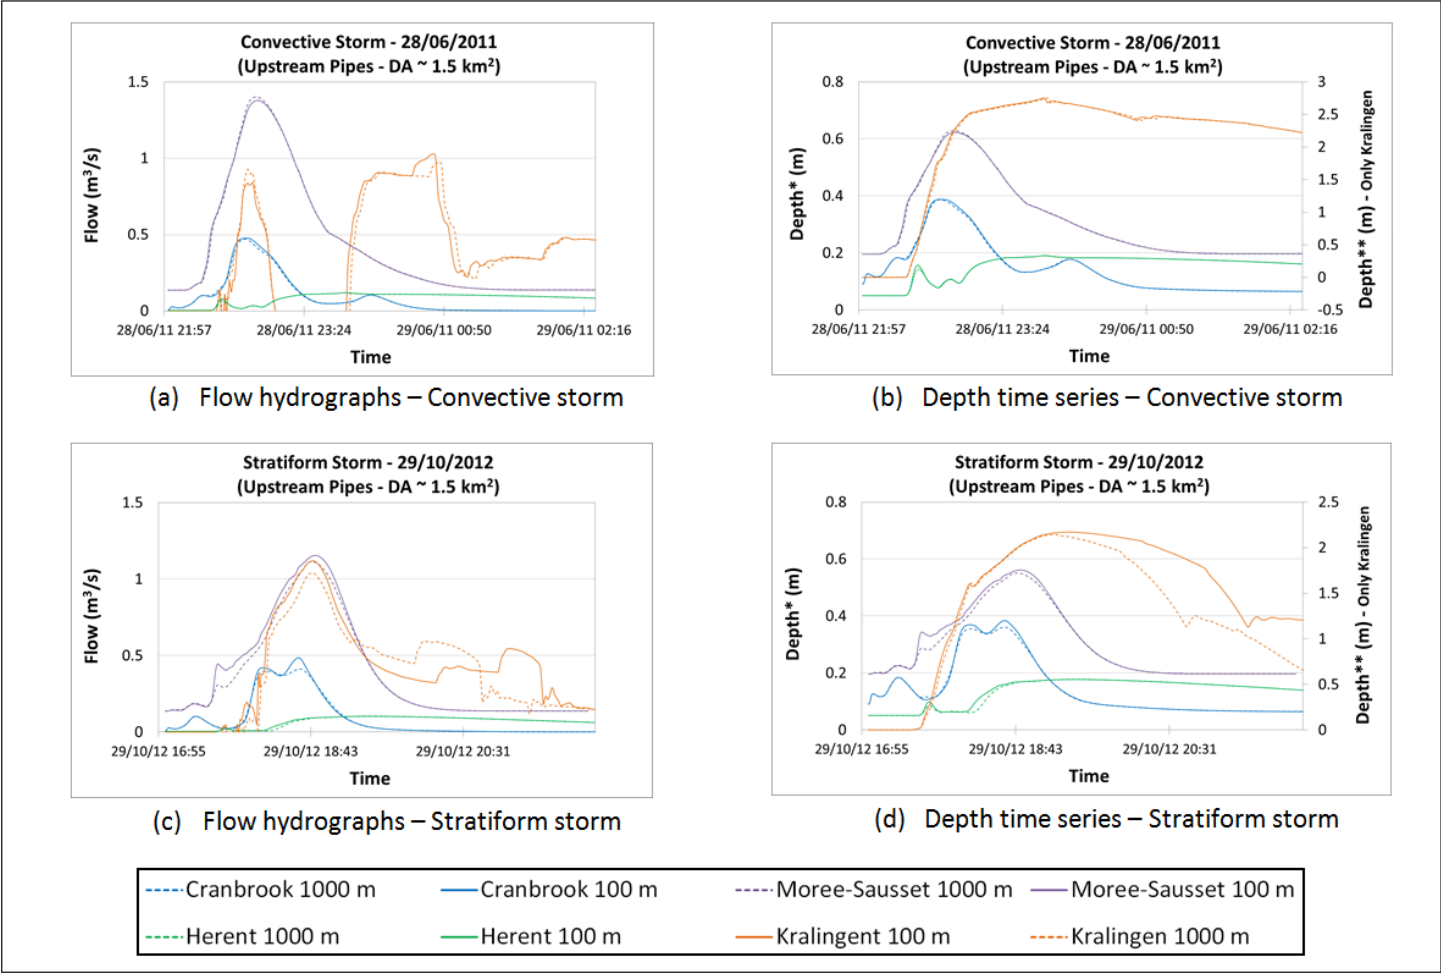 Convective Storm - 28/06/2011
(Upstream Pipes - DA ~ 1.5 km²)
Flow (m³/s)
1.5
1
0.5
0
28/06/11 21:57
28/06/11 23:24
29/06/11 00:50
29/06/11 02:16
Time
(a) Flow hydrographs – Convective storm
Convective Storm - 28/06/2011
(Upstream Pipes - DA ~ 1.5 km²)
Depth* (m)
0.8
0.6
0.4
0.2
0
3
2.5
2
1.5
1
0.5
0
-0.5
Depth** (m) - Only Kralingen
28/06/11 21:57
28/06/11 23:24
29/06/11 00:50
29/06/11 02:16
Time
(b) Depth time series – Convective storm
Stratiform Storm - 29/10/2012
(Upstream Pipes - DA ~ 1.5 km²)
Flow (m³/s)
1.5
1
0.5
0
29/10/12 16:55
29/10/12 18:43
29/10/12 20:31
Time
(c) Flow hydrographs – Stratiform storm
Stratiform Storm - 29/10/2012
(Upstream Pipes - DA ~ 1.5 km²)
Depth* (m)
0.8
0.6
0.4
0.2
0
2.5
2
1.5
1
0.5
0
Depth** (m) - Only Kralingen
29/10/12 16:55
29/10/12 18:43
29/10/12 20:31
Time
(d) Depth time series – Stratiform storm
Cranbrook 1000 m
Cranbrook 100 m
Moree-Sausset 1000 m
Moree-Sausset 100 m
Herent 1000 m
Herent 100 m
Kralingent 100 m
Kralingen 1000 m